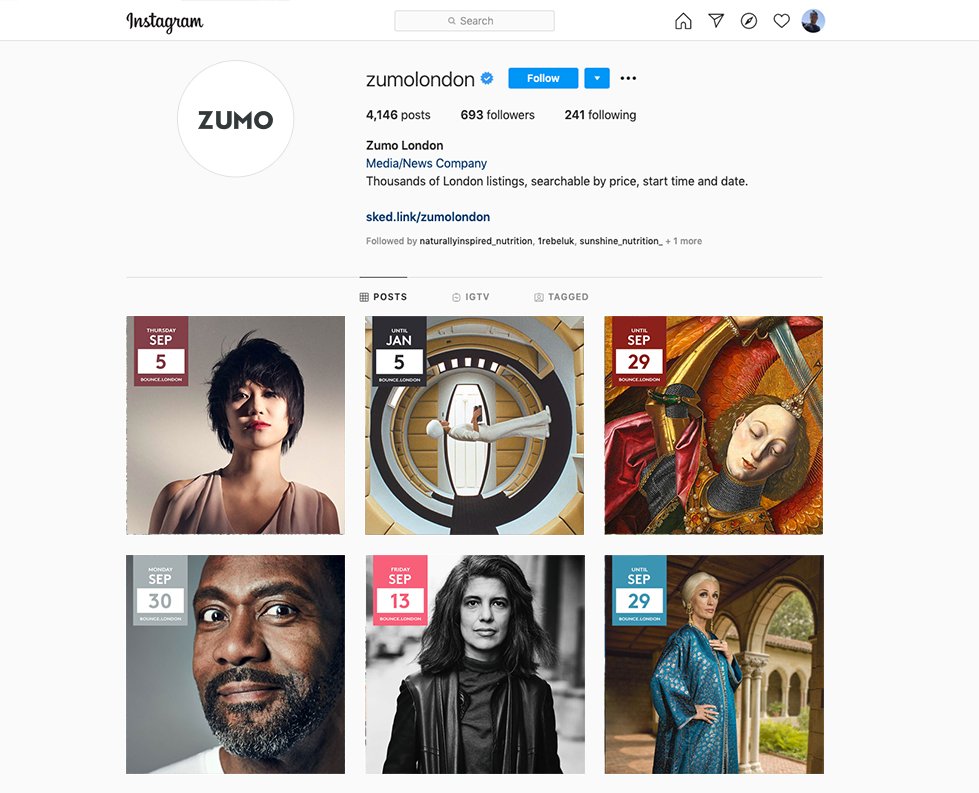 Instagram
Search
ZUMO
zumolondon
Follow
4,146 posts 693 followers 241 following
Zumo London
Media/News Company
Thousands of London listings, searchable by price, start time and date.
sked.link/zumolondon
Followed by naturallyinspired_nutrition, 1rebeluk, sunshine_nutrition_ + 1 more
POSTS IGTV TAGGED
THURSDAY
SEP
5
BOUNCE.LONDON
UNTIL
JAN
5
BOUNCE.LONDON
UNTIL
SEP
29
BOUNCE.LONDON
MONDAY
SEP
30
BOUNCE.LONDON
FRIDAY
SEP
13
BOUNCE.LONDON
UNTIL
SEP
29
BOUNCE.LONDON